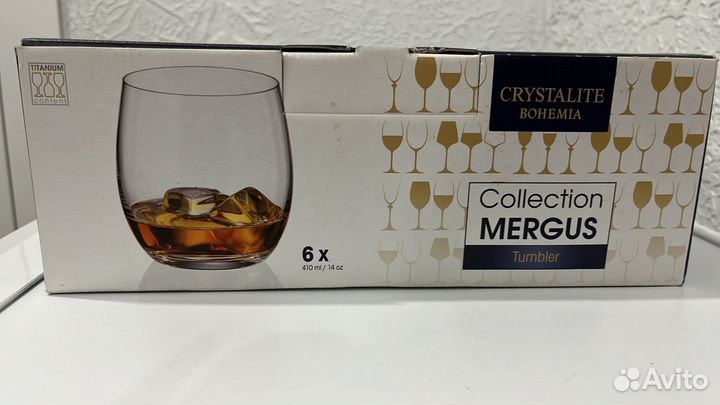 TITANIUM
content
CRYSTALITE
BOHEMIA
Collection
MERGUS
Tumbler
6 x
410 ml / 14 oz
Avito